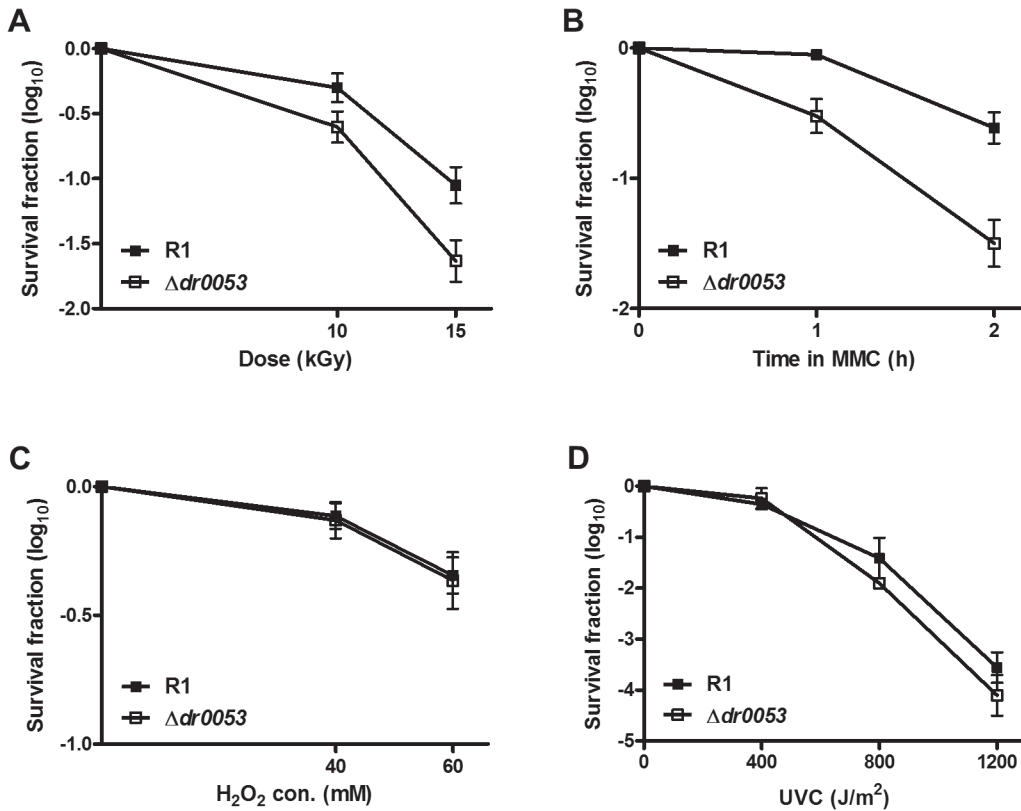 A
Survival fraction (log10)
0.0
-0.5
-1.0
-1.5
-2.0
R1
Δdr0053
10
15
Dose (kGy)
B
Survival fraction (log10)
0
-1
-2
R1
Δdr0053
0
1
2
Time in MMC (h)
C
Survival fraction (log10)
0.0
-0.5
-1.0
R1
Δdr0053
40
60
H2O2 con. (mM)
D
Survival fraction (log10)
0
-1
-2
-3
-4
-5
R1
Δdr0053
0
400
800
1200
UVC (J/m²)